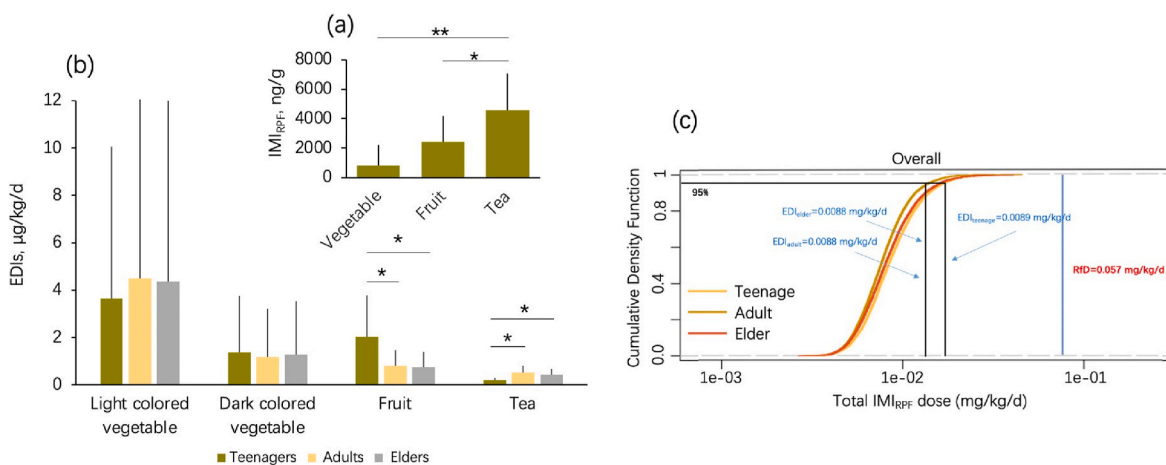 (a)
IMIRPF, ng/g
8000
6000
4000
2000
0
**
*
Vegetable
Fruit
Tea
(b)
EDIs, µg/kg/d
12
10
8
6
4
2
0
*
*
*
*
Light colored
vegetable
Dark colored
vegetable
Fruit
Tea
Teenagers
Adults
Elders
(c)
Overall
Cumulative Density Function
1
0.8
0.4
0.0
95%
EDIelder=0.0088 mg/kg/d
EDIteenage=0.0089 mg/kg/d
EDIadult=0.0088 mg/kg/d
RfD=0.057 mg/kg/d
Teenage
Adult
Elder
1e-03
1e-02
1e-01
Total IMIRPF dose (mg/kg/d)